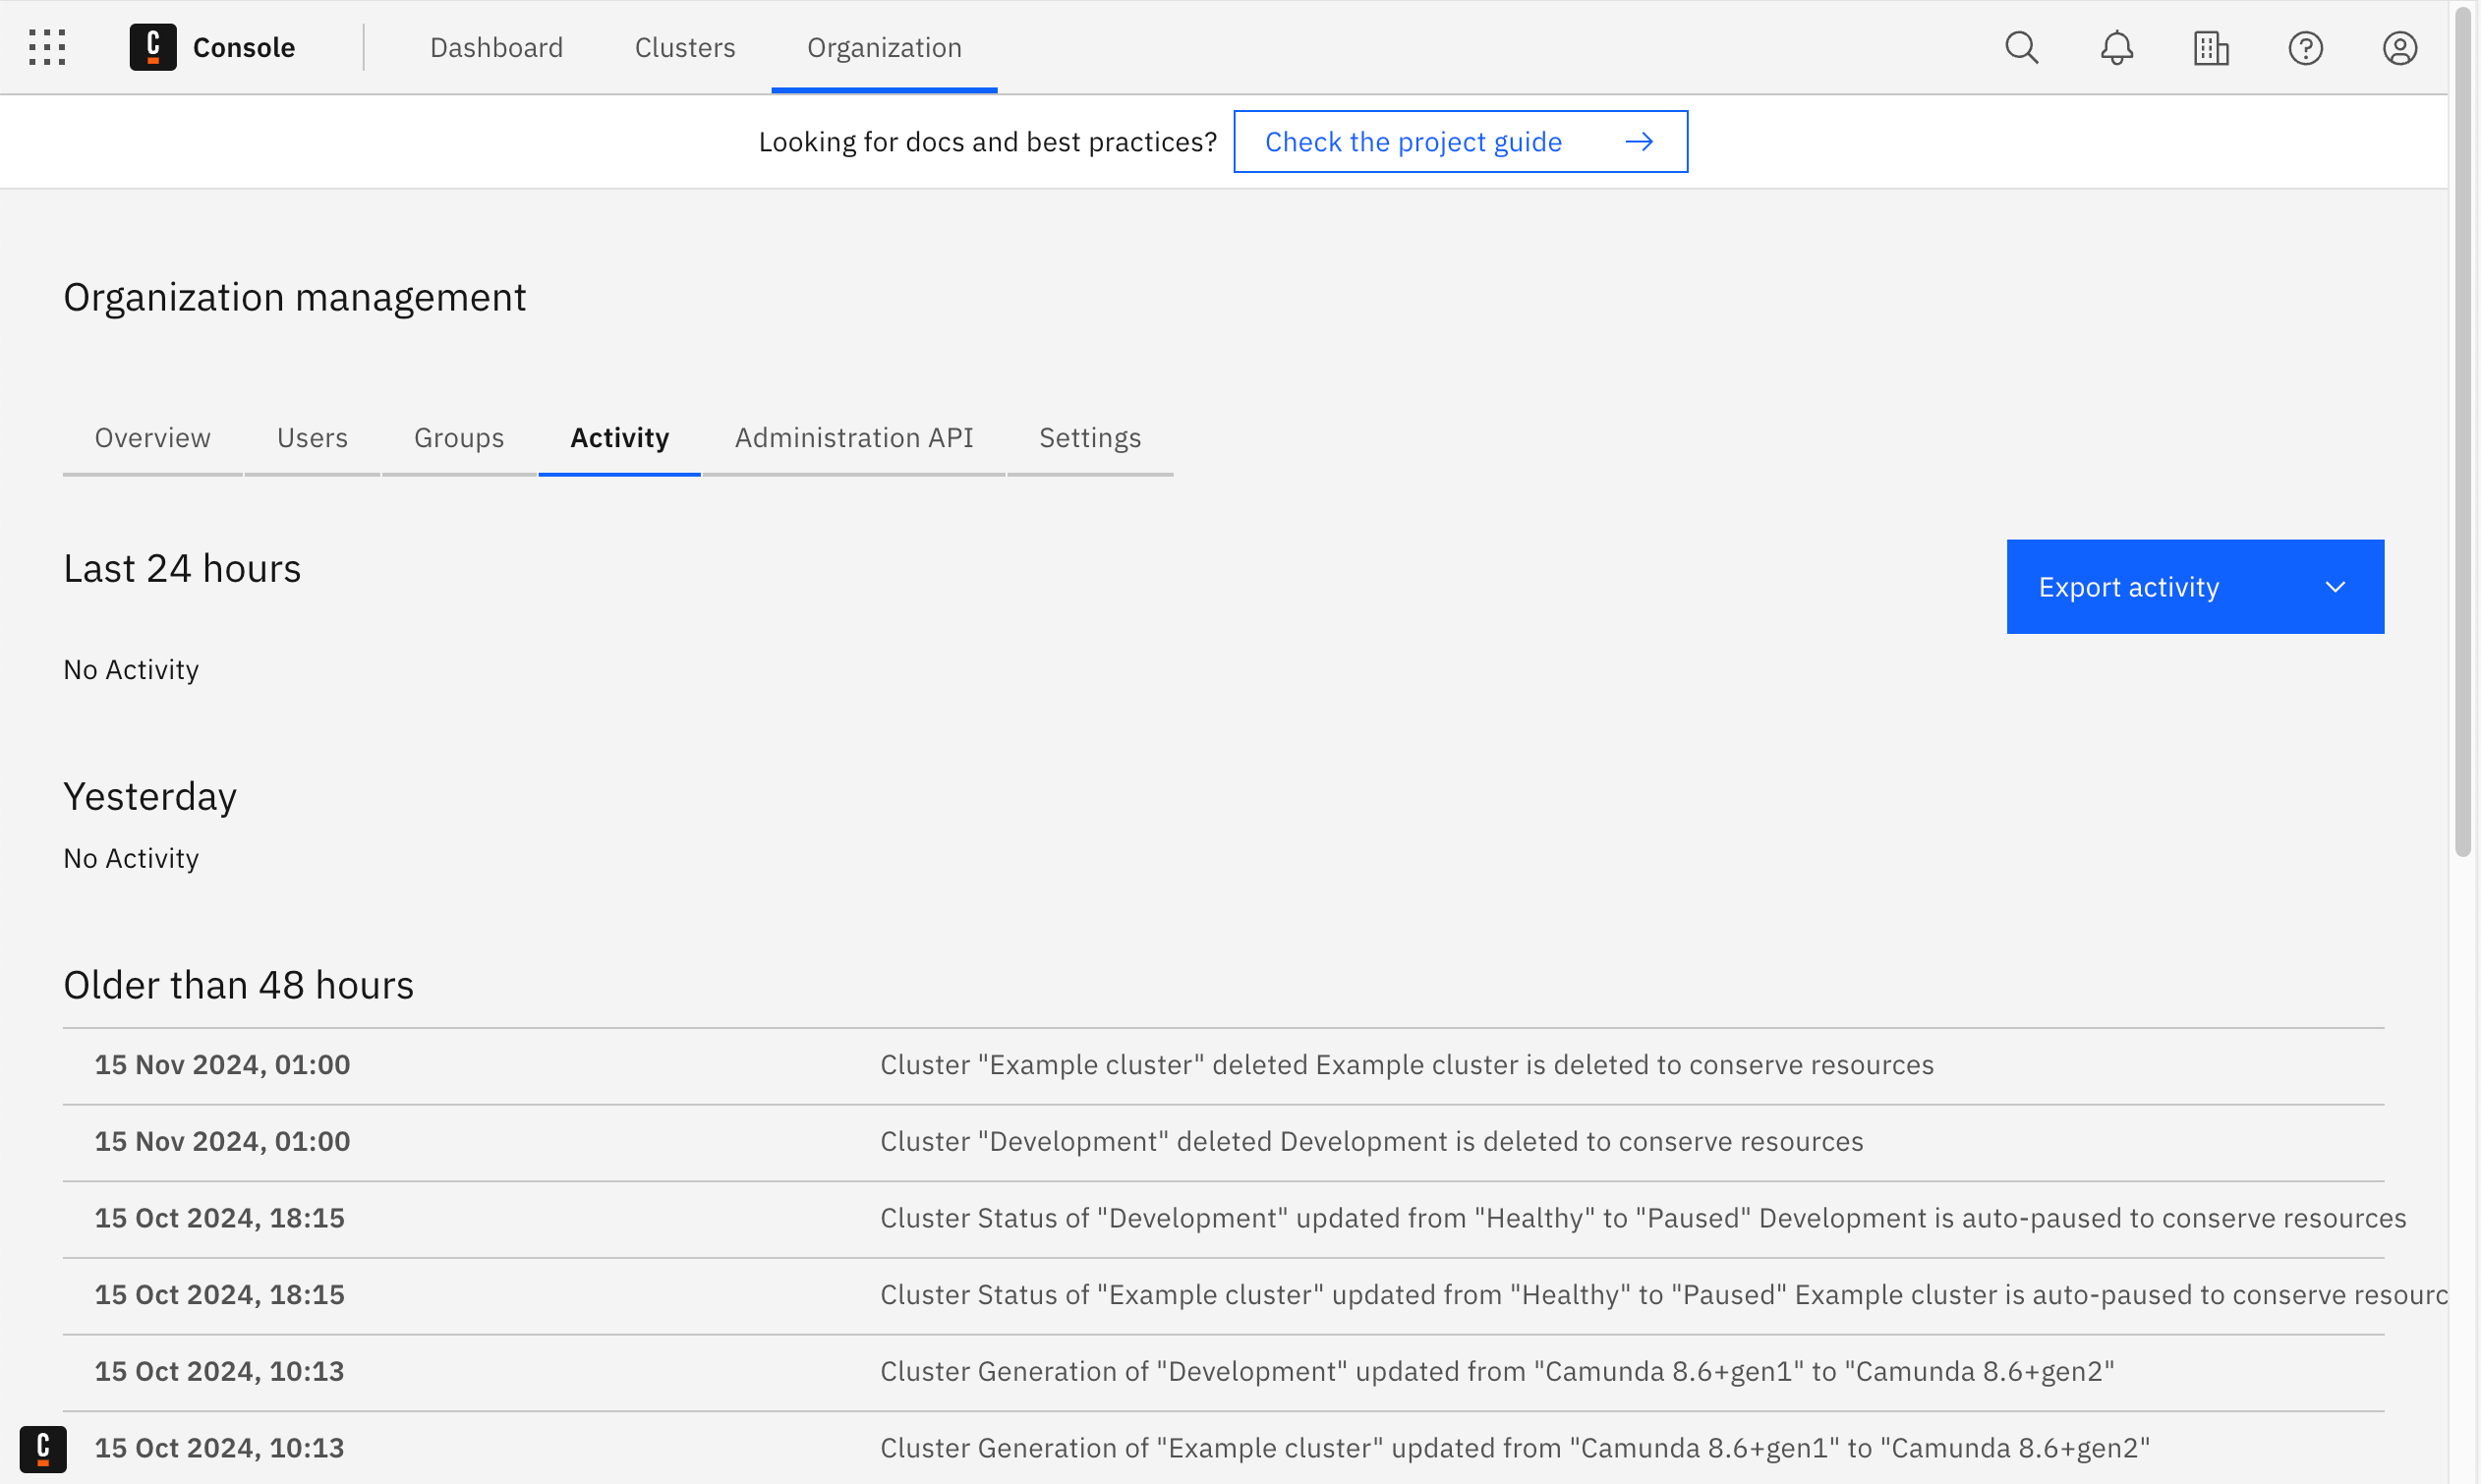 Console
Dashboard
Clusters
Organization
Looking for docs and best practices?
Check the project guide
Organization management
Overview
Users
Groups
Activity
Administration API
Settings
Last 24 hours
Export activity
No Activity
Yesterday
No Activity
Older than 48 hours
15 Nov 2024, 01:00
Cluster "Example cluster" deleted Example cluster is deleted to conserve resources
15 Nov 2024, 01:00
Cluster "Development" deleted Development is deleted to conserve resources
15 Oct 2024, 18:15
Cluster Status of "Development" updated from "Healthy" to "Paused" Development is auto-paused to conserve resources
15 Oct 2024, 18:15
Cluster Status of "Example cluster" updated from "Healthy" to "Paused" Example cluster is auto-paused to conserve resourc
15 Oct 2024, 10:13
Cluster Generation of "Development" updated from "Camunda 8.6+gen1" to "Camunda 8.6+gen2"
15 Oct 2024, 10:13
Cluster Generation of "Example cluster" updated from "Camunda 8.6+gen1" to "Camunda 8.6+gen2"